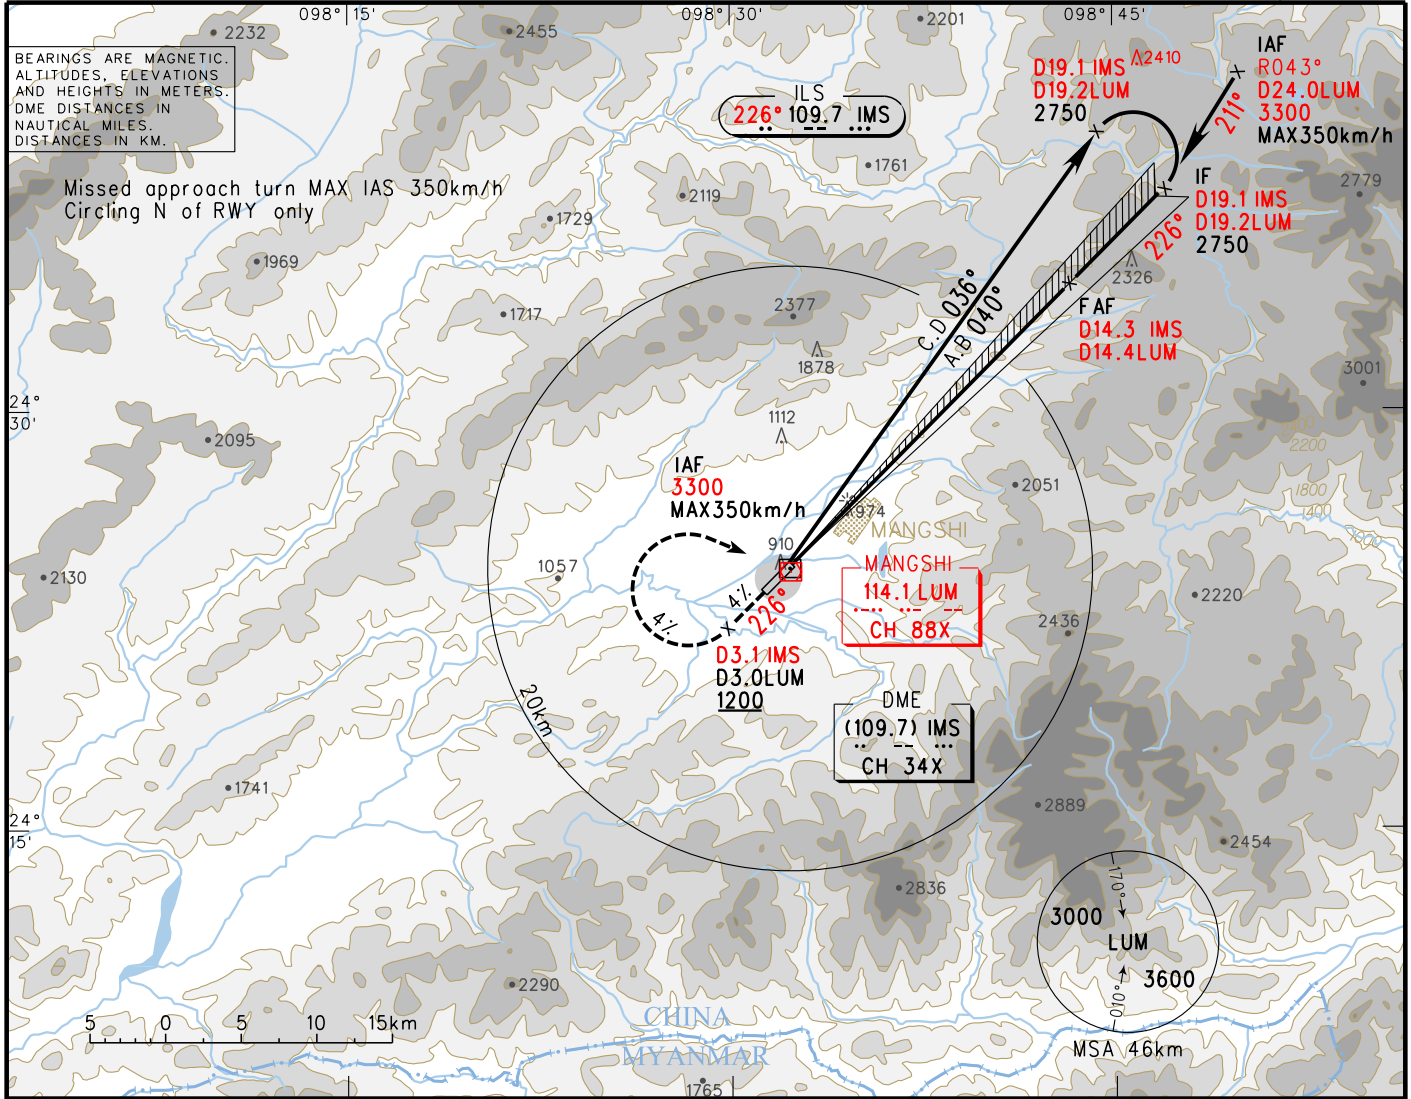 098° 15'
098° 30'
098° 45'
2232
2455
2201
BEARINGS ARE MAGNETIC.
ALTITUDES, ELEVATIONS
AND HEIGHTS IN METERS.
DME DISTANCES IN
NAUTICAL MILES.
DISTANCES IN KM.
ILS
226° 109.7 IMS
D19.1 IMS
D19.2LUM
2750
2410
IAF
R043°
D24.0LUM
3300
MAX350km/h
211°
Missed approach turn MAX IAS 350km/h
Circling N of RWY only
1761
2119
1729
1969
1717
2377
1878
1112
IF
D19.1 IMS
D19.2LUM
2750
226°
2779
2326
FAF
D14.3 IMS
D14.4LUM
C.D 036°
A.B 040°
3001
24°
30'
2095
2200
1800
1400
IAF
3300
MAX350km/h
2051
974
MANGSHI
910
1057
2130
MANGSHI
114.1 LUM
CH 88X
2220
2436
4%
4%
226°
D3.1 IMS
D3.0LUM
1200
20km
DME
(109.7) IMS
CH 34X
1741
2889
24°
15'
2454
2836
170°
3000
LUM
3600
010°
MSA 46km
2290
5 0 5 10 15km
CHINA
MYANMAR
1765